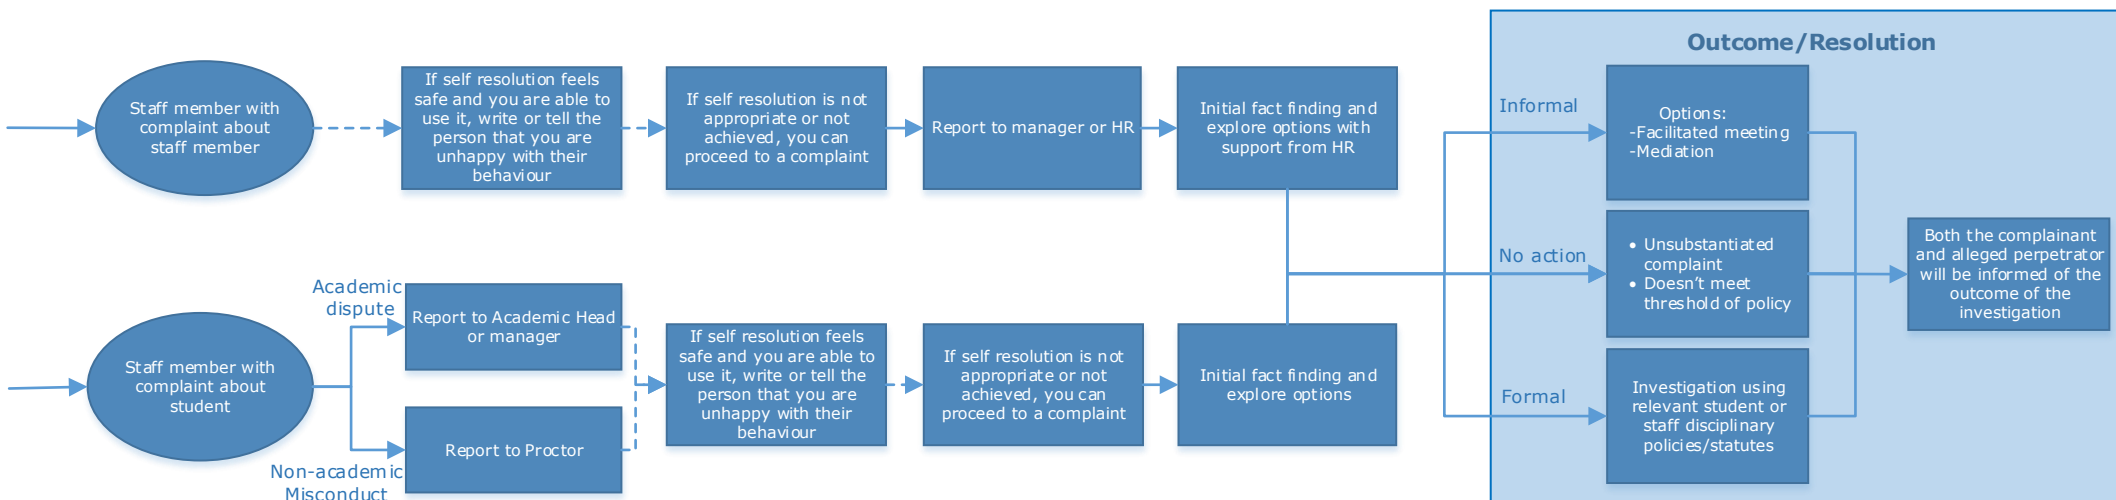 Outcome/Resolution
Staff member with
complaint about
staff member
If self resolution feels
safe and you are able to
use it, write or tell the
person that you are
unhappy with their
behaviour
If self resolution is not
appropriate or not
achieved, you can
proceed to a complaint
Report to manager or HR
Initial fact finding and
explore options with
support from HR
Informal
Options:
-Facilitated meeting
-Mediation
No action
• Unsubstantiated
complaint
• Doesn't meet
threshold of policy
Both the complainant
and alleged perpetrator
will be informed of the
outcome of the
investigation
Staff member with
complaint about
student
Academic
dispute
Report to Academic Head
or manager
Non-academic
Misconduct
Report to Proctor
If self resolution feels
safe and you are able to
use it, write or tell the
person that you are
unhappy with their
behaviour
If self resolution is not
appropriate or not
achieved, you can
proceed to a complaint
Initial fact finding and
explore options
Formal
Investigation using
relevant student or
staff disciplinary
policies/statutes